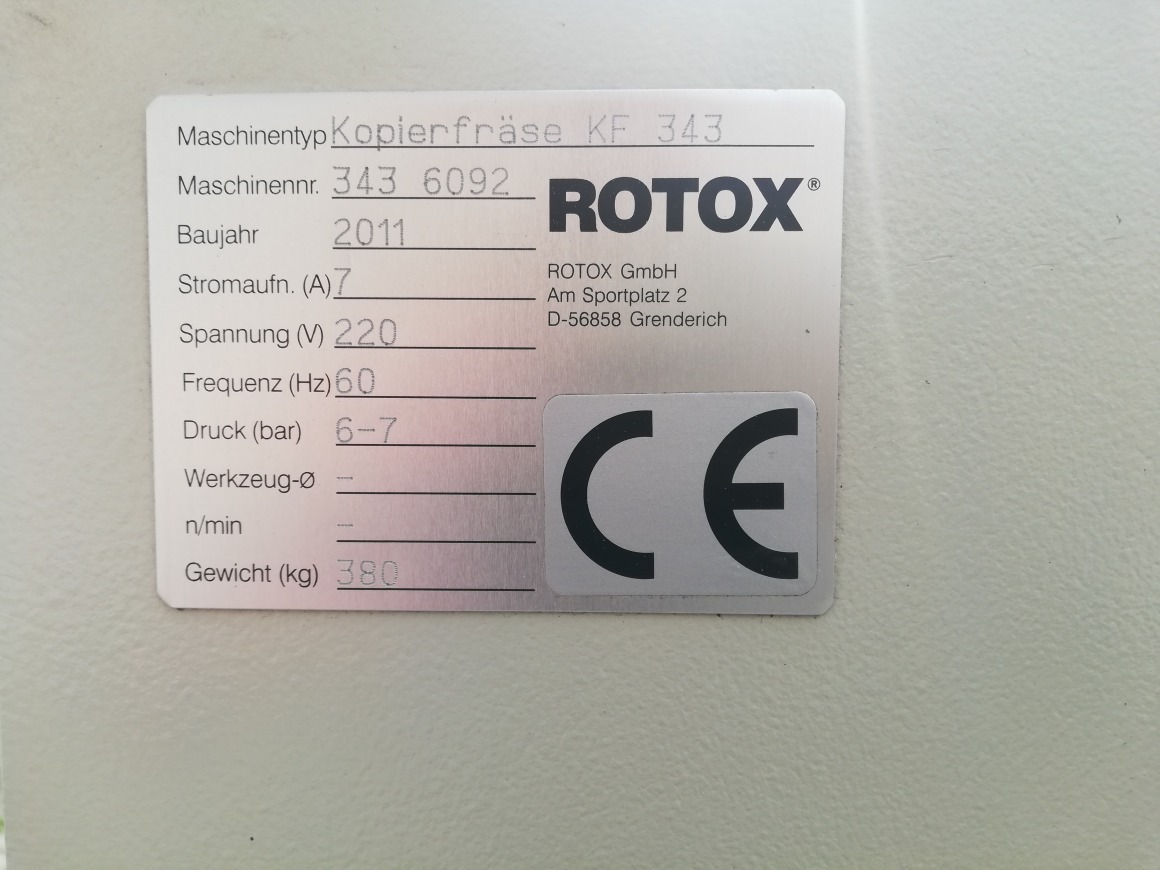 Maschinentyp Kopierfräse KF 343
Maschinennr. 343 6092
Baujahr 2011
Stromaufn. (A) 7
Spannung (V) 220
Frequenz (Hz) 60
Druck (bar) 6-7
Werkzeug-Ø -
n/min -
Gewicht (kg) 380
ROTOX®
ROTOX GmbH
Am Sportplatz 2
D-56858 Grenderich
CE